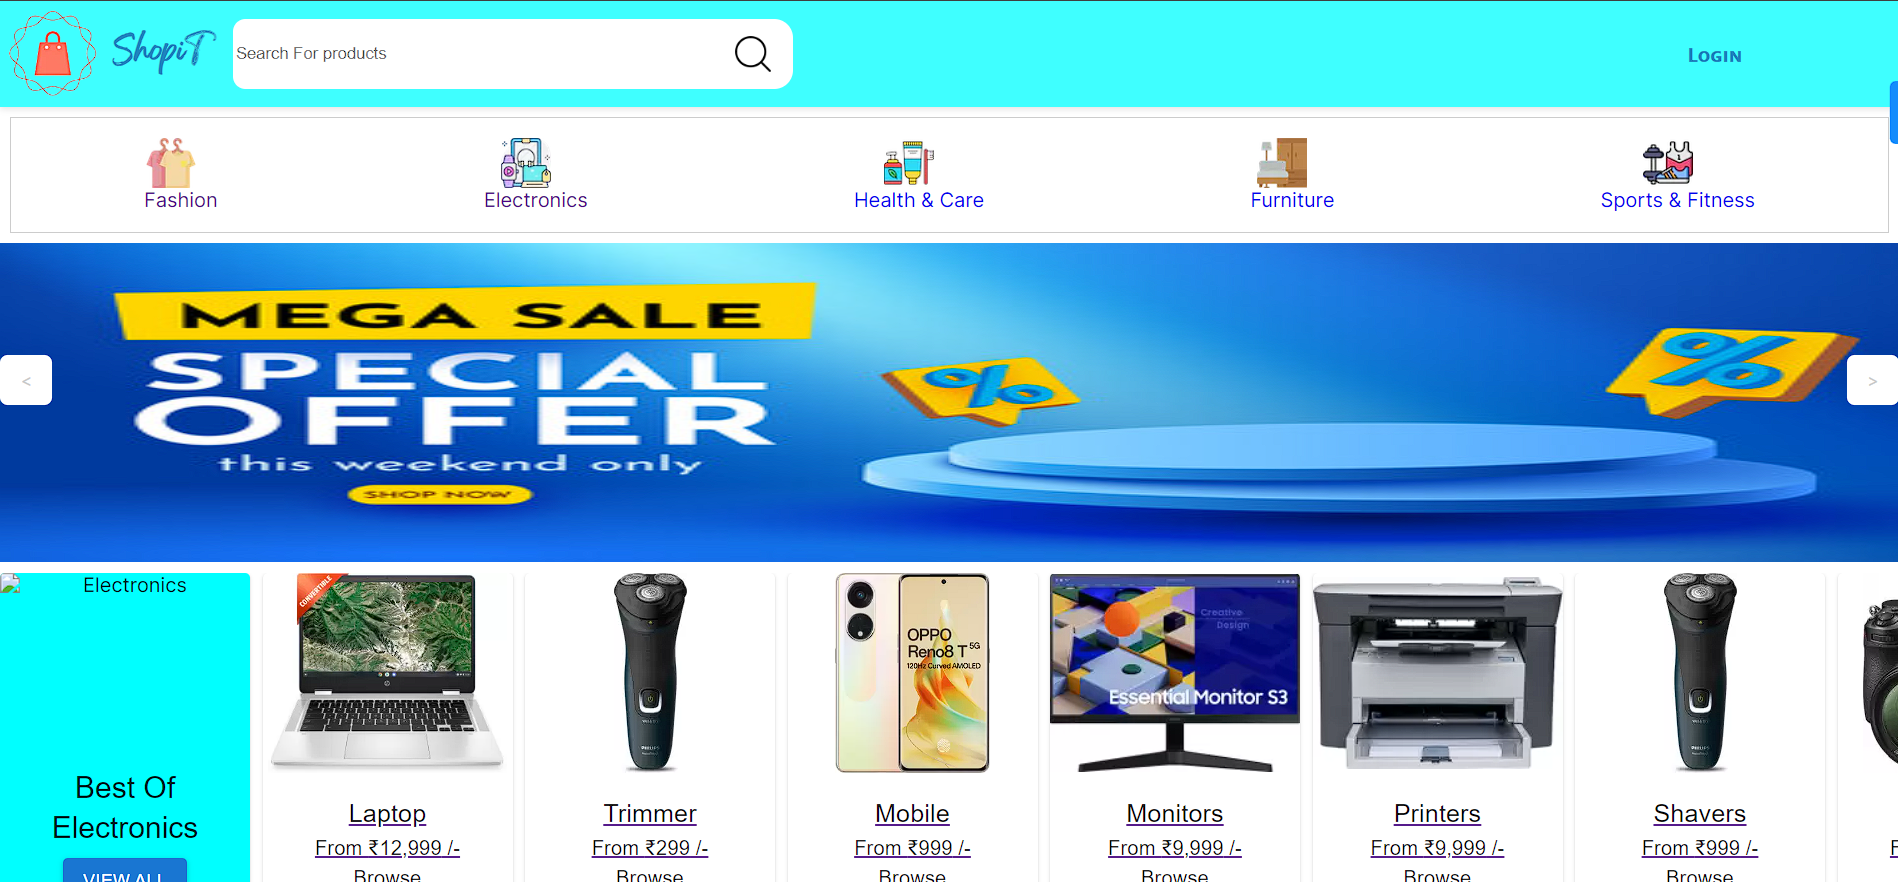 ShopiT
Search For products
LOGIN
Fashion
Electronics
Health & Care
Furniture
Sports & Fitness
MEGA SALE
SPECIAL
OFFER
this weekend only
SHOP NOW
<
>
Electronics
Best Of
Electronics
VIEW ALL
CONVERTIBLE
Laptop
From ₹12,999 /-
Browse
PHILIPS
Trimmer
From ₹299 /-
Browse
OPPO
Reno8 T 5G
120Hz Curved AMOLED
Mobile
From ₹999 /-
Browse
Creative
Design
Essential Monitor S3
Monitors
From ₹9,999 /-
Browse
Printers
From ₹9,999 /-
Browse
PHILIPS
Shavers
From ₹999 /-
Browse